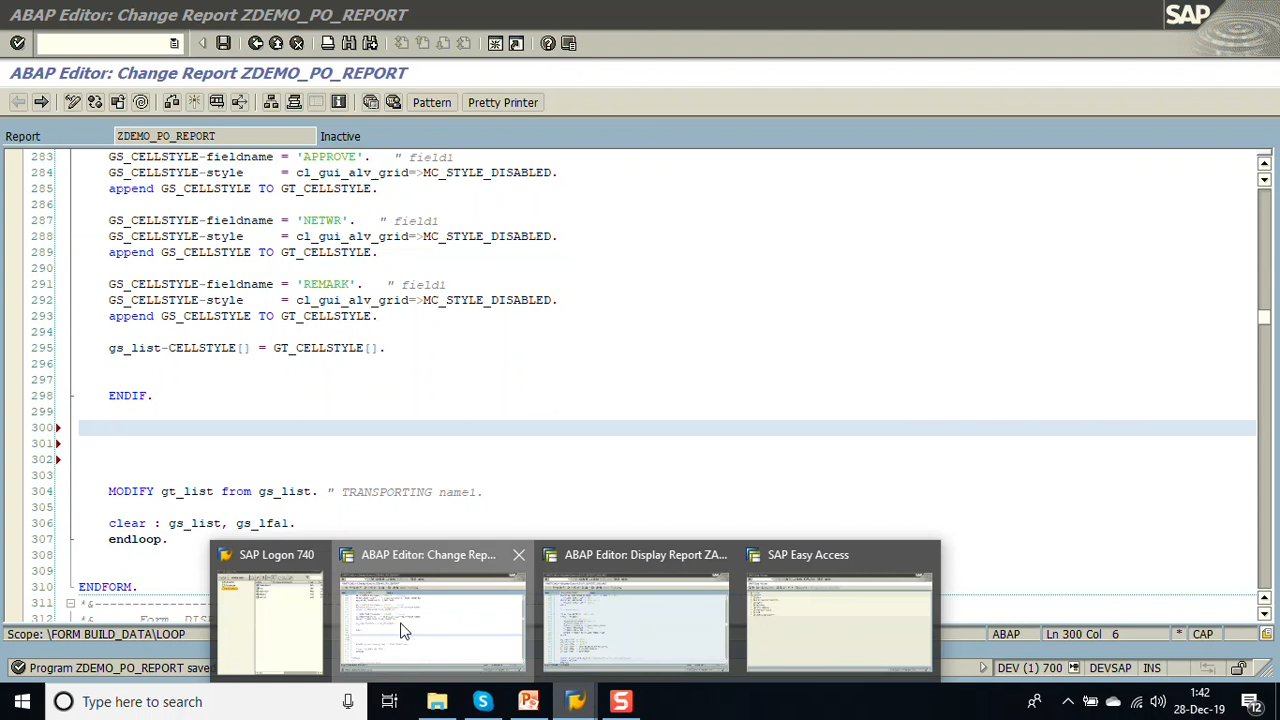 ABAP Editor: Change Report ZDEMO_PO_REPORT
SAP
ABAP Editor: Change Report ZDEMO_PO_REPORT
Pattern Pretty Printer
Report ZDEMO_PO_REPORT Inactive
283 GS_CELLSTYLE-fieldname = 'APPROVE'. " field1
284 GS_CELLSTYLE-style = cl_gui_alv_grid=>MC_STYLE_DISABLED.
285 append GS_CELLSTYLE TO GT_CELLSTYLE.
286
287 GS_CELLSTYLE-fieldname = 'NETWR'. " field1
288 GS_CELLSTYLE-style = cl_gui_alv_grid=>MC_STYLE_DISABLED.
289 append GS_CELLSTYLE TO GT_CELLSTYLE.
290
291 GS_CELLSTYLE-fieldname = 'REMARK'. " field1
292 GS_CELLSTYLE-style = cl_gui_alv_grid=>MC_STYLE_DISABLED.
293 append GS_CELLSTYLE TO GT_CELLSTYLE.
294
295 gs_list-CELLSTYLE[] = GT_CELLSTYLE[].
296
297
298 ENDIF.
299
300
301
302
303
304 MODIFY gt_list from gs_list. " TRANSPORTING name1.
305
306 clear : gs_list, gs_lfa1.
307 endloop.
308
309
310 ENDFORM.
311 *&
SAP Logon 740
ABAP Editor: Change Rep...
ABAP Editor: Display Report ZA...
SAP Easy Access
Scope: \FORM BUILD_DATA\LOOP
ABAP Ln300 Col 6 * CAP
Program ZDEMO_PO_REPORT save
DEV (1) 700 DEVSAP INS
Type here to search
1:42
28-Dec-19
12